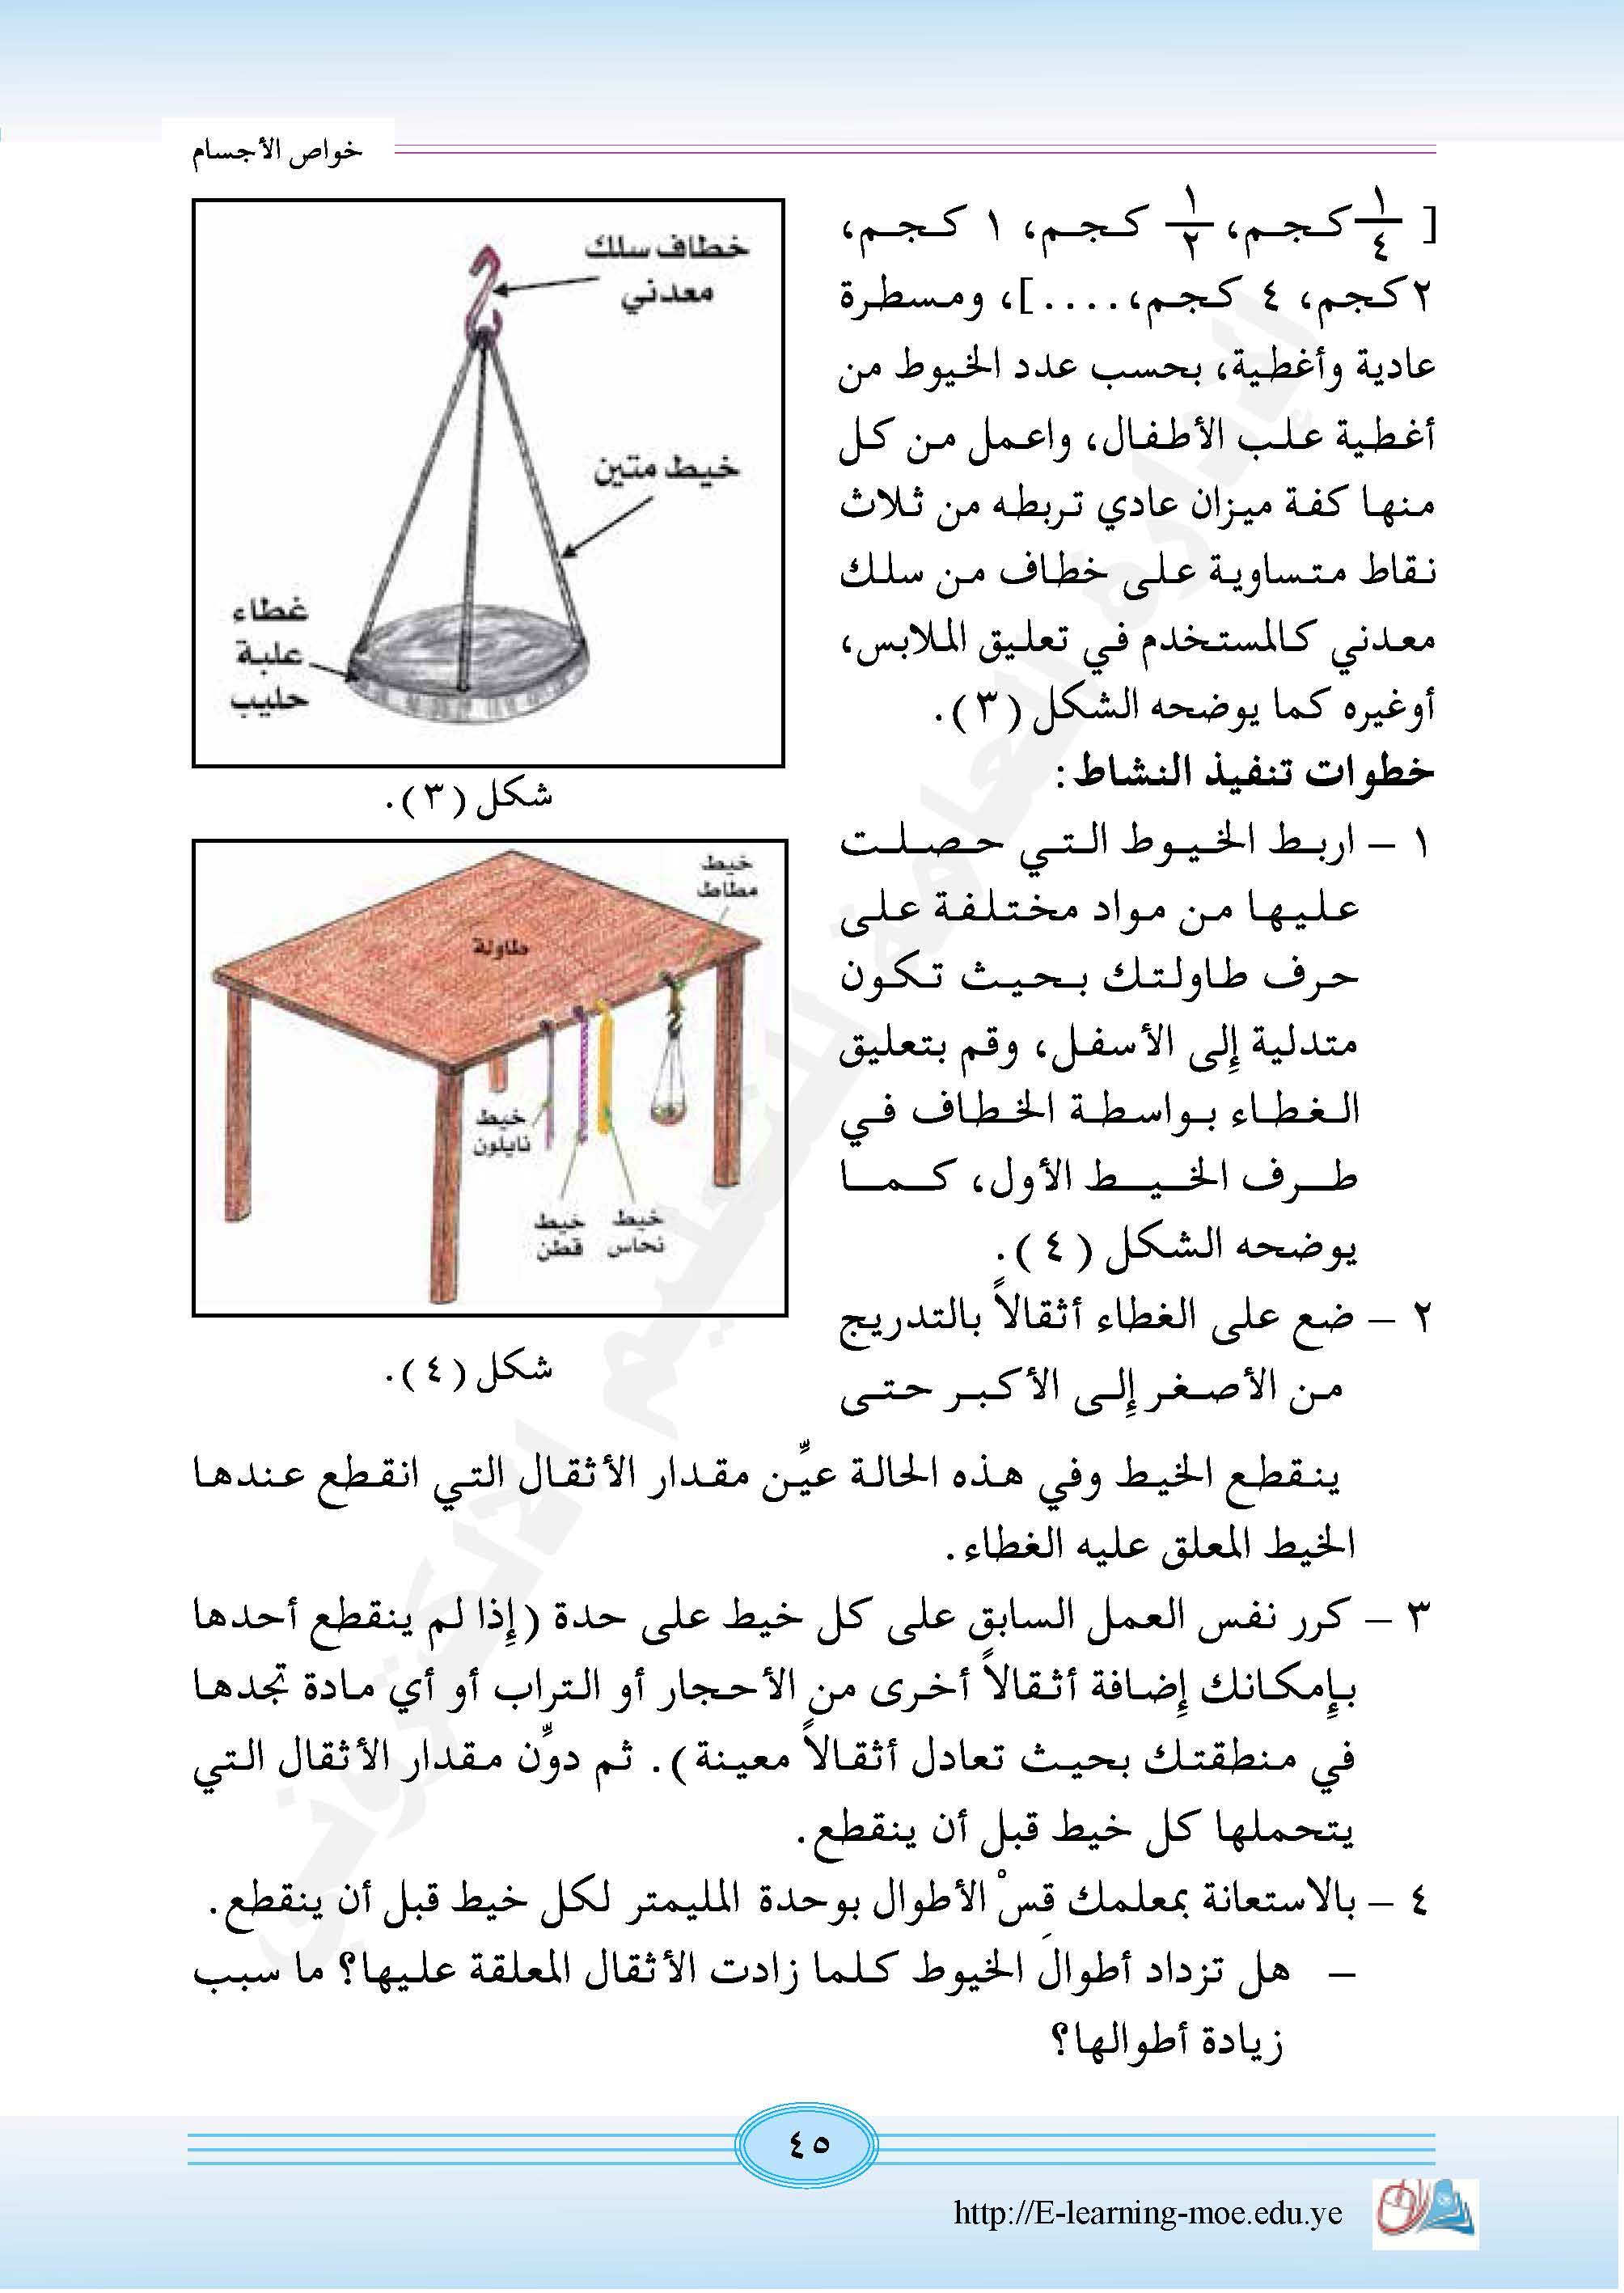 خواص الأجسام
[ ١/٤ كجم، ١/٢ كجم، ١ كجم،
٢ كجم، ٤ كجم،....]، ومسطرة
عادية وأغطية، بحسب عدد الخيوط من
أغطية علب الأطفال، واعمل من كل
منها كفة ميزان عادي تربطه من ثلاث
نقاط متساوية على خطاف من سلك
معدني كالمستخدم في تعليق الملابس،
أوغيره كما يوضحه الشكل (٣).
خطاف سلك
معدني
خيط متين
غطاء
علبة
حليب
شكل (٣).
خطوات تنفيذ النشاط:
١ – اربط الخيوط التي حصلت
عليها من مواد مختلفة على
حرف طاولتك بحيث تكون
متدلية إلى الأسفل، وقم بتعليق
الغطاء بواسطة الخطاف في
طرف الخيط الأول، كما
يوضحه الشكل (٤).
خيط
مطاط
طاولة
خيط
نايلون
خيط
قطن
خيط
نحاس
شكل (٤).
٢ – ضع على الغطاء أثقالاً بالتدريج
من الأصغر إلى الأكبر حتى
ينقطع الخيط وفي هذه الحالة عيِّن مقدار الأثقال التي انقطع عندها
الخيط المعلق عليه الغطاء.
٣ – كرر نفس العمل السابق على كل خيط على حدة (إذا لم ينقطع أحدها
بإمكانك إضافة أثقالاً أخرى من الأحجار أو التراب أو أي مادة تجدها
في منطقتك بحيث تعادل أثقالاً معينة). ثم دوِّن مقدار الأثقال التي
يتحملها كل خيط قبل أن ينقطع.
٤ – بالاستعانة بمعلمك قِسْ الأطوال بوحدة المليمتر لكل خيط قبل أن ينقطع.
– هل تزداد أطوال الخيوط كلما زادت الأثقال المعلقة عليها؟ ما سبب
زيادة أطوالها؟
٤٥
http://E-learning-moe.edu.ye
الإدارة العامة للتعليم الالكتروني